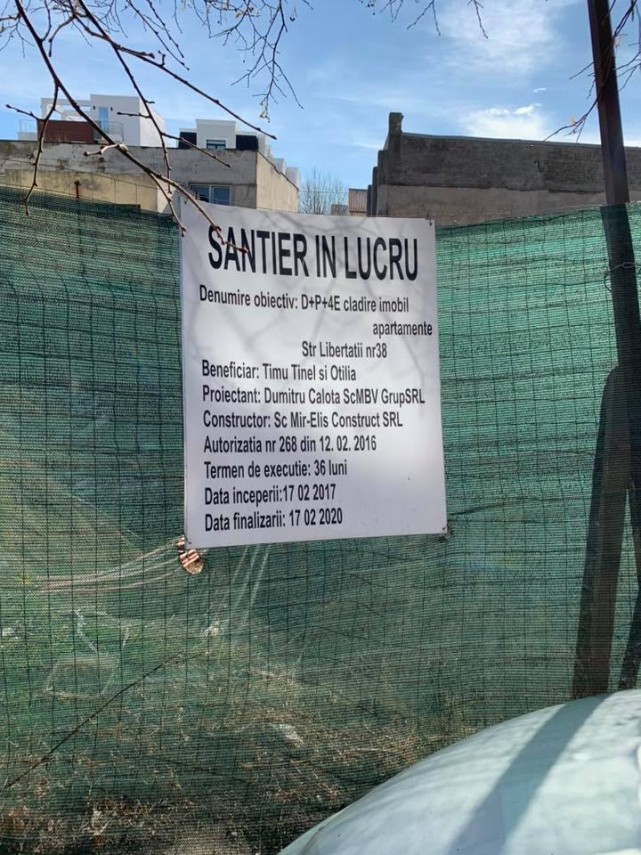 SANTIER IN LUCRU
Denumire obiectiv: D+P+4E cladire imobil
apartamente
Str Libertatii nr38
Beneficiar: Timu Tinel si Otilia
Proiectant: Dumitru Calota ScMBV GrupSRL
Constructor: Sc Mir-Elis Construct SRL
Autorizatia nr 268 din 12. 02. 2016
Termen de executie: 36 luni
Data inceperii:17 02 2017
Data finalizarii: 17 02 2020